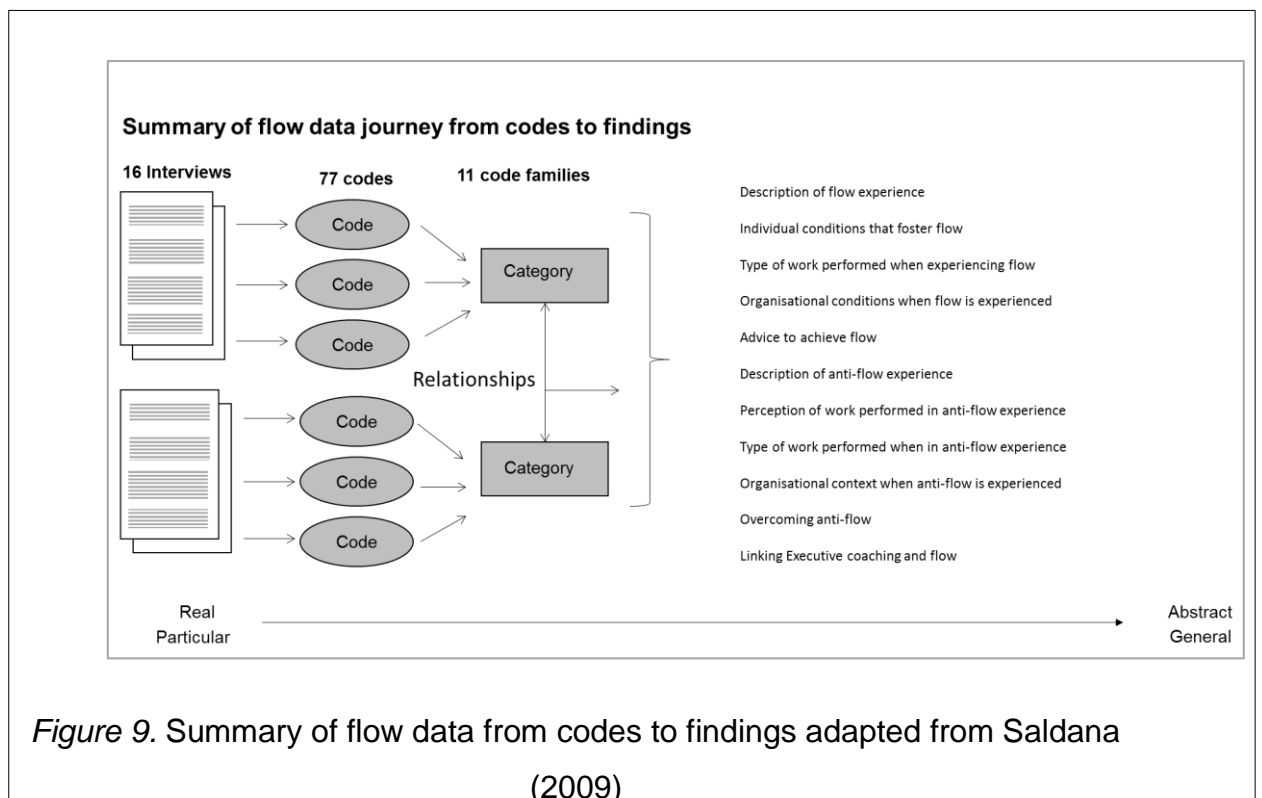 Summary of flow data journey from codes to findings
16 Interviews
77 codes
11 code families
Code
Code
Code
Category
Relationships
Code
Code
Code
Category
Description of flow experience
Individual conditions that foster flow
Type of work performed when experiencing flow
Organisational conditions when flow is experienced
Advice to achieve flow
Description of anti-flow experience
Perception of work performed in anti-flow experience
Type of work performed when in anti-flow experience
Organisational context when anti-flow is experienced
Overcoming anti-flow
Linking Executive coaching and flow
Real
Particular
Abstract
General
Figure 9. Summary of flow data from codes to findings adapted from Saldana
(2009)